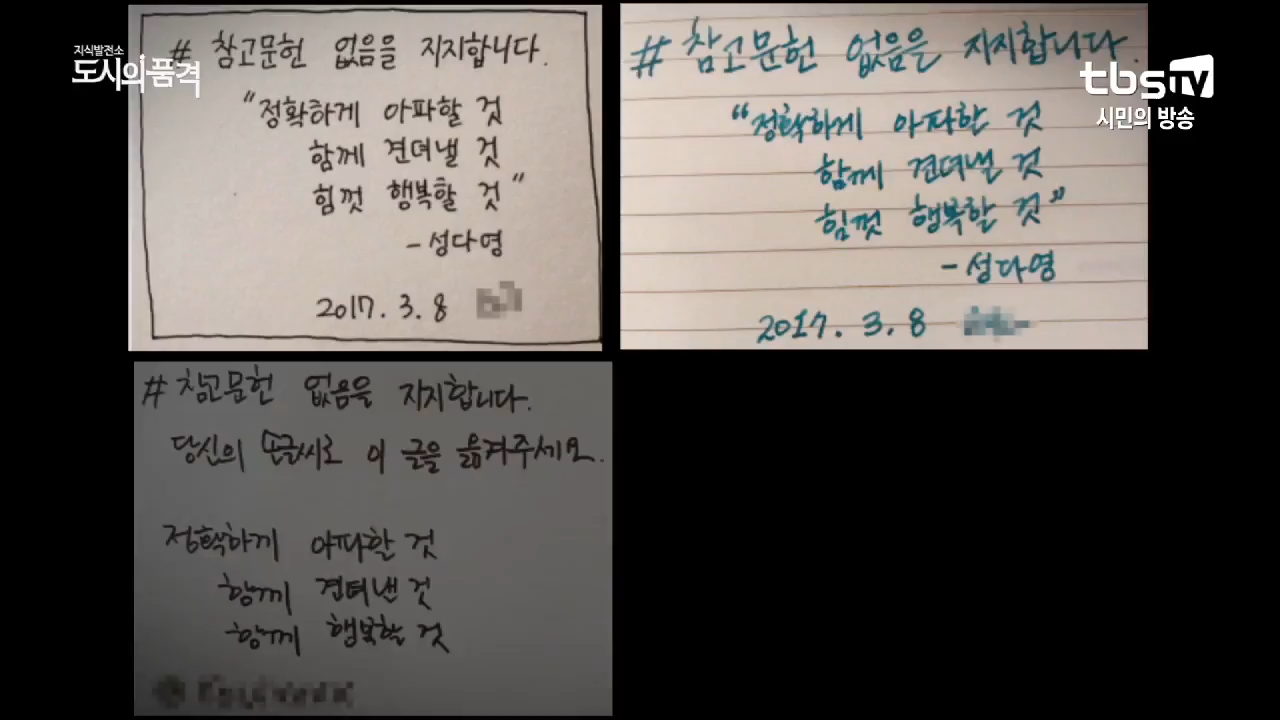 지식발전소
도시의 품격
tbs TV
시민의 방송
# 참고문헌 없음을 지지합니다.
“정확하게 아파할 것
함께 견뎌낼 것
힘껏 행복할 것”
- 성다영
2017. 3. 8
# 참고문헌 없음은 지지합니다.
“정확하게 아파한 것
함께 견뎌낼 것
힘껏 행복할 것”
- 성다영
2017. 3. 8
# 참고문헌 없음을 지지합니다.
당신의 손글씨로 이 글을 옮겨주세요.
정확하게 아파할 것
함께 견뎌낸 것
함께 행복할 것